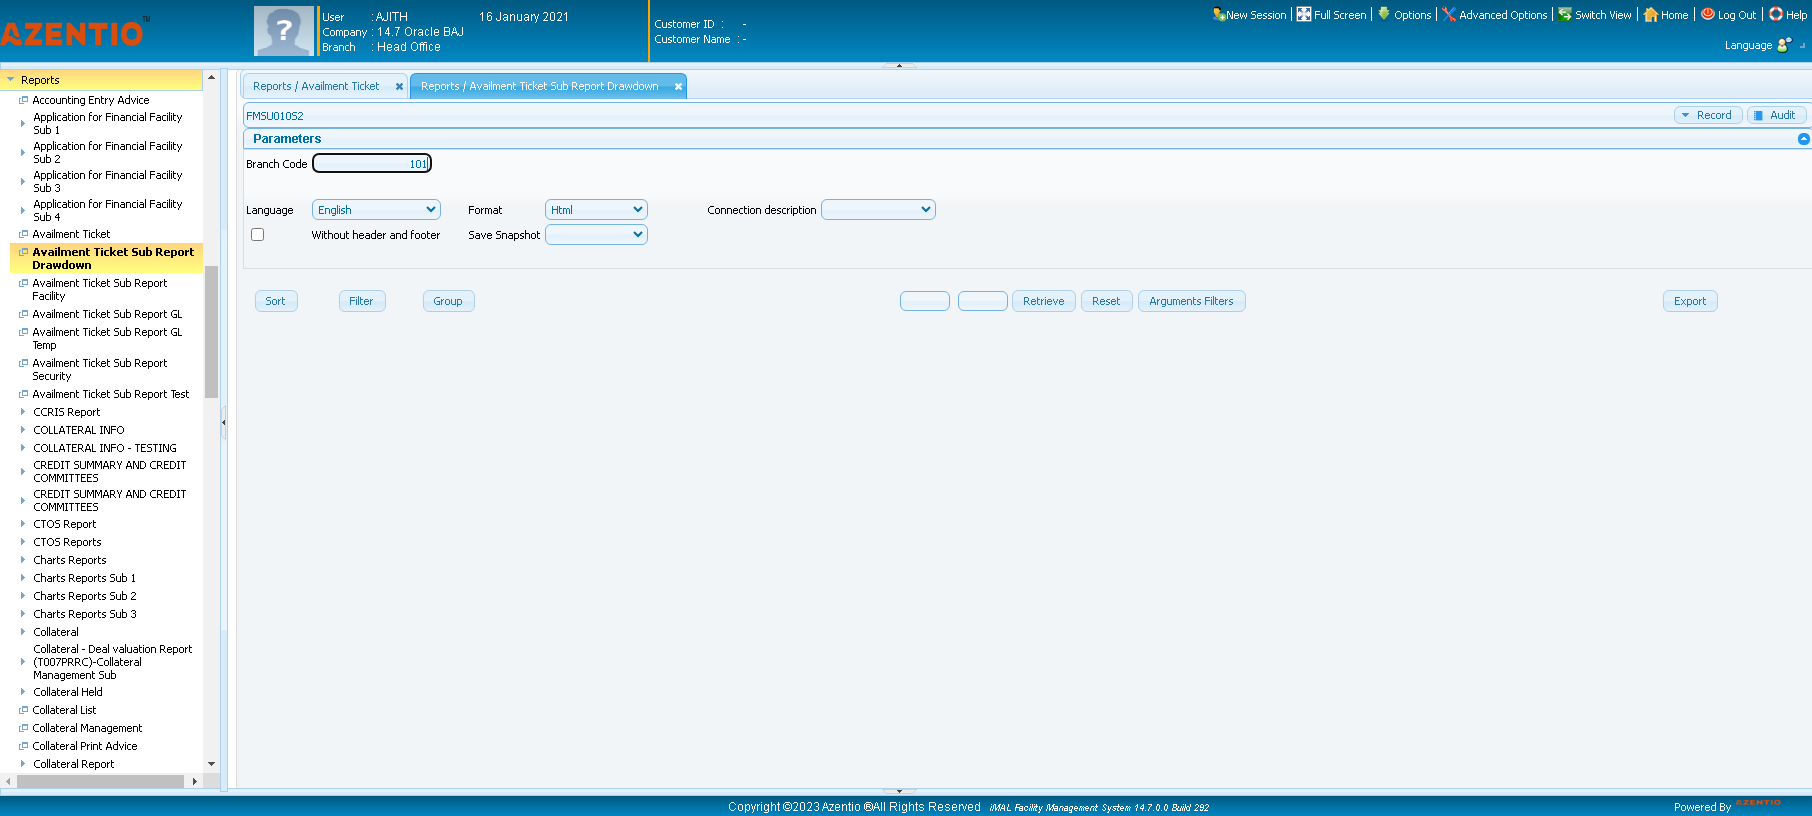 AZENTIO TM
User : AJITH 16 January 2021
Company : 14.7 Oracle BAJ
Branch : Head Office
Customer ID : -
Customer Name : -
New Session | Full Screen | Options | Advanced Options | Switch View | Home | Log Out | Help
Language
Reports
Accounting Entry Advice
Application for Financial Facility
Sub 1
Application for Financial Facility
Sub 2
Application for Financial Facility
Sub 3
Application for Financial Facility
Sub 4
Availment Ticket
Availment Ticket Sub Report
Drawdown
Availment Ticket Sub Report
Facility
Availment Ticket Sub Report GL
Availment Ticket Sub Report GL
Temp
Availment Ticket Sub Report
Security
Availment Ticket Sub Report Test
CCRIS Report
COLLATERAL INFO
COLLATERAL INFO - TESTING
CREDIT SUMMARY AND CREDIT
COMMITTEES
CREDIT SUMMARY AND CREDIT
COMMITTEES
CTOS Report
CTOS Reports
Charts Reports
Charts Reports Sub 1
Charts Reports Sub 2
Charts Reports Sub 3
Collateral
Collateral - Deal valuation Report
(T007PRRC)-Collateral
Management Sub
Collateral Held
Collateral List
Collateral Management
Collateral Print Advice
Collateral Report
Reports / Availment Ticket
Reports / Availment Ticket Sub Report Drawdown
FMSU010S2
Record
Audit
Parameters
Branch Code 101
Language English Format Html Connection description
Without header and footer Save Snapshot
Sort Filter Group Retrieve Reset Arguments Filters Export
Copyright ©2023 Azentio ®All Rights Reserved iMAL Facility Management System 14.7.0.0 Build 292
Powered By AZENTIO